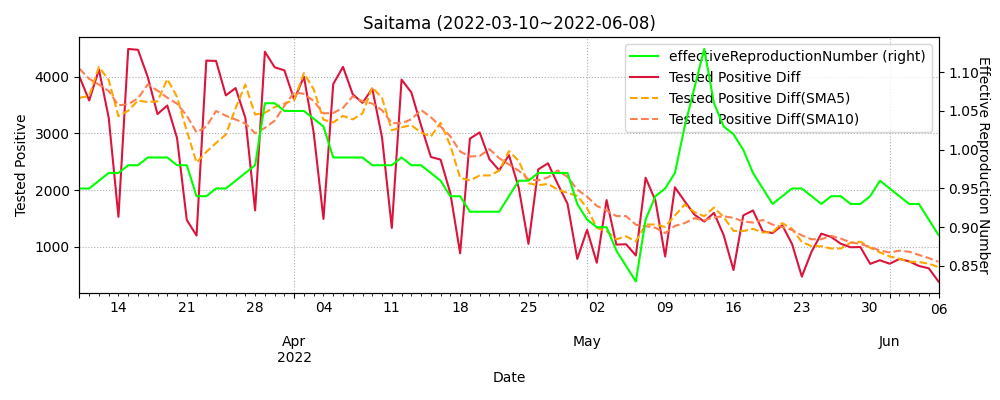 Saitama (2022-03-10~2022-06-08)
effectiveReproductionNumber (right)
Tested Positive Diff
Tested Positive Diff(SMA5)
Tested Positive Diff(SMA10)
Tested Positive
4000
3000
2000
1000
Effective Reproduction Number
1.10
1.05
1.00
0.95
0.90
0.85
14 21 28 04 11 18 25 02 09 16 23 30 06
Apr May Jun
2022
Date